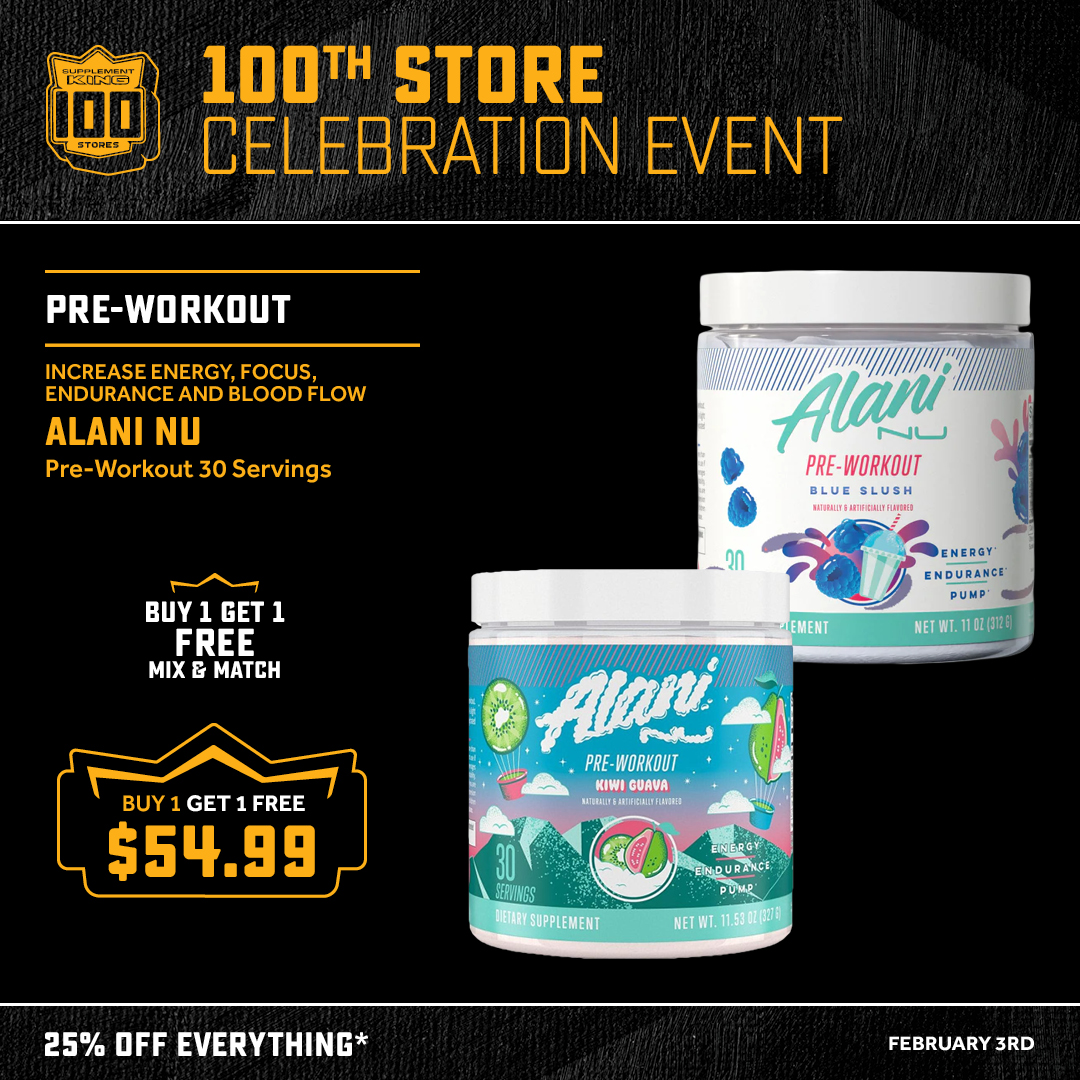 SUPPLEMENT
KING
100
STORES
100TH STORE
CELEBRATION EVENT
PRE-WORKOUT
INCREASE ENERGY, FOCUS,
ENDURANCE AND BLOOD FLOW
ALANI NU
Pre-Workout 30 Servings
BUY 1 GET 1
FREE
MIX & MATCH
BUY 1 GET 1 FREE
$54.99
Alani
NU
PRE-WORKOUT
BLUE SLUSH
NATURALLY & ARTIFICIALLY FLAVORED
30
ENERGY*
ENDURANCE*
PUMP*
NET WT. 11 OZ (312 G)
Alani
NU
PRE-WORKOUT
KIWI GUAVA
NATURALLY & ARTIFICIALLY FLAVORED
30
SERVINGS
ENERGY
ENDURANCE*
PUMP*
DIETARY SUPPLEMENT
NET WT. 11.53 OZ (327 G)
25% OFF EVERYTHING*
FEBRUARY 3RD